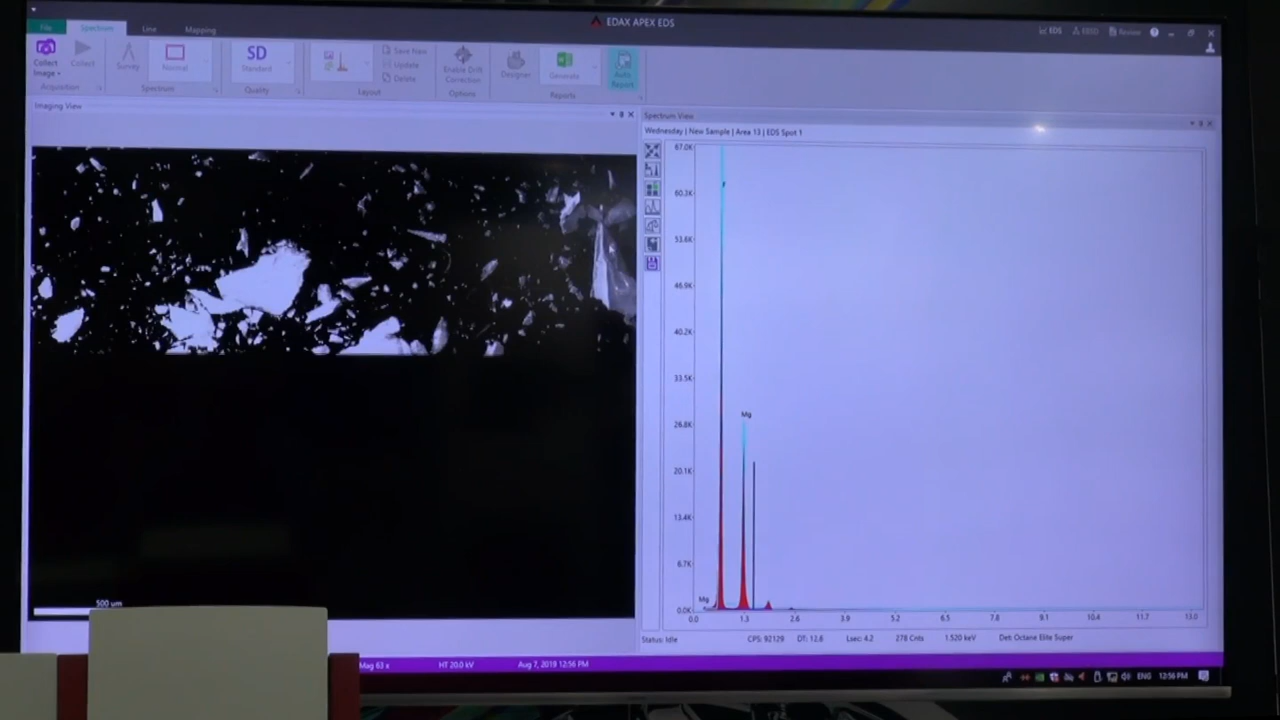 EDAX APEX EDS
File Spectrum Line Mapping
EDS EBSD Review
Collect Image
Collect
Survey
Normal
SD
Standard
Save New
Update
Delete
Enable Drift Correction
Designer
Generate
Auto Report
Acquisition Spectrum Quality Layout Options Reports
Imaging View
Spectrum View
Wednesday | New Sample | Area 13 | EDS Spot 1
67.0K
60.3K
53.6K
46.9K
40.2K
33.5K
26.8K
20.1K
13.4K
6.7K
0.0K
F
Mg
Mg
0.0 1.3 2.6 3.9 5.2 6.5 7.8 9.1 10.4 11.7 13.0
500 um
Status: Idle CPS: 92129 DT: 12.6 Lsec: 4.2 278 Cnts 1.520 keV Det: Octane Elite Super
Mag 63 x HT 20.0 kV Aug 7, 2019 12:56 PM
ENG 12:56 PM